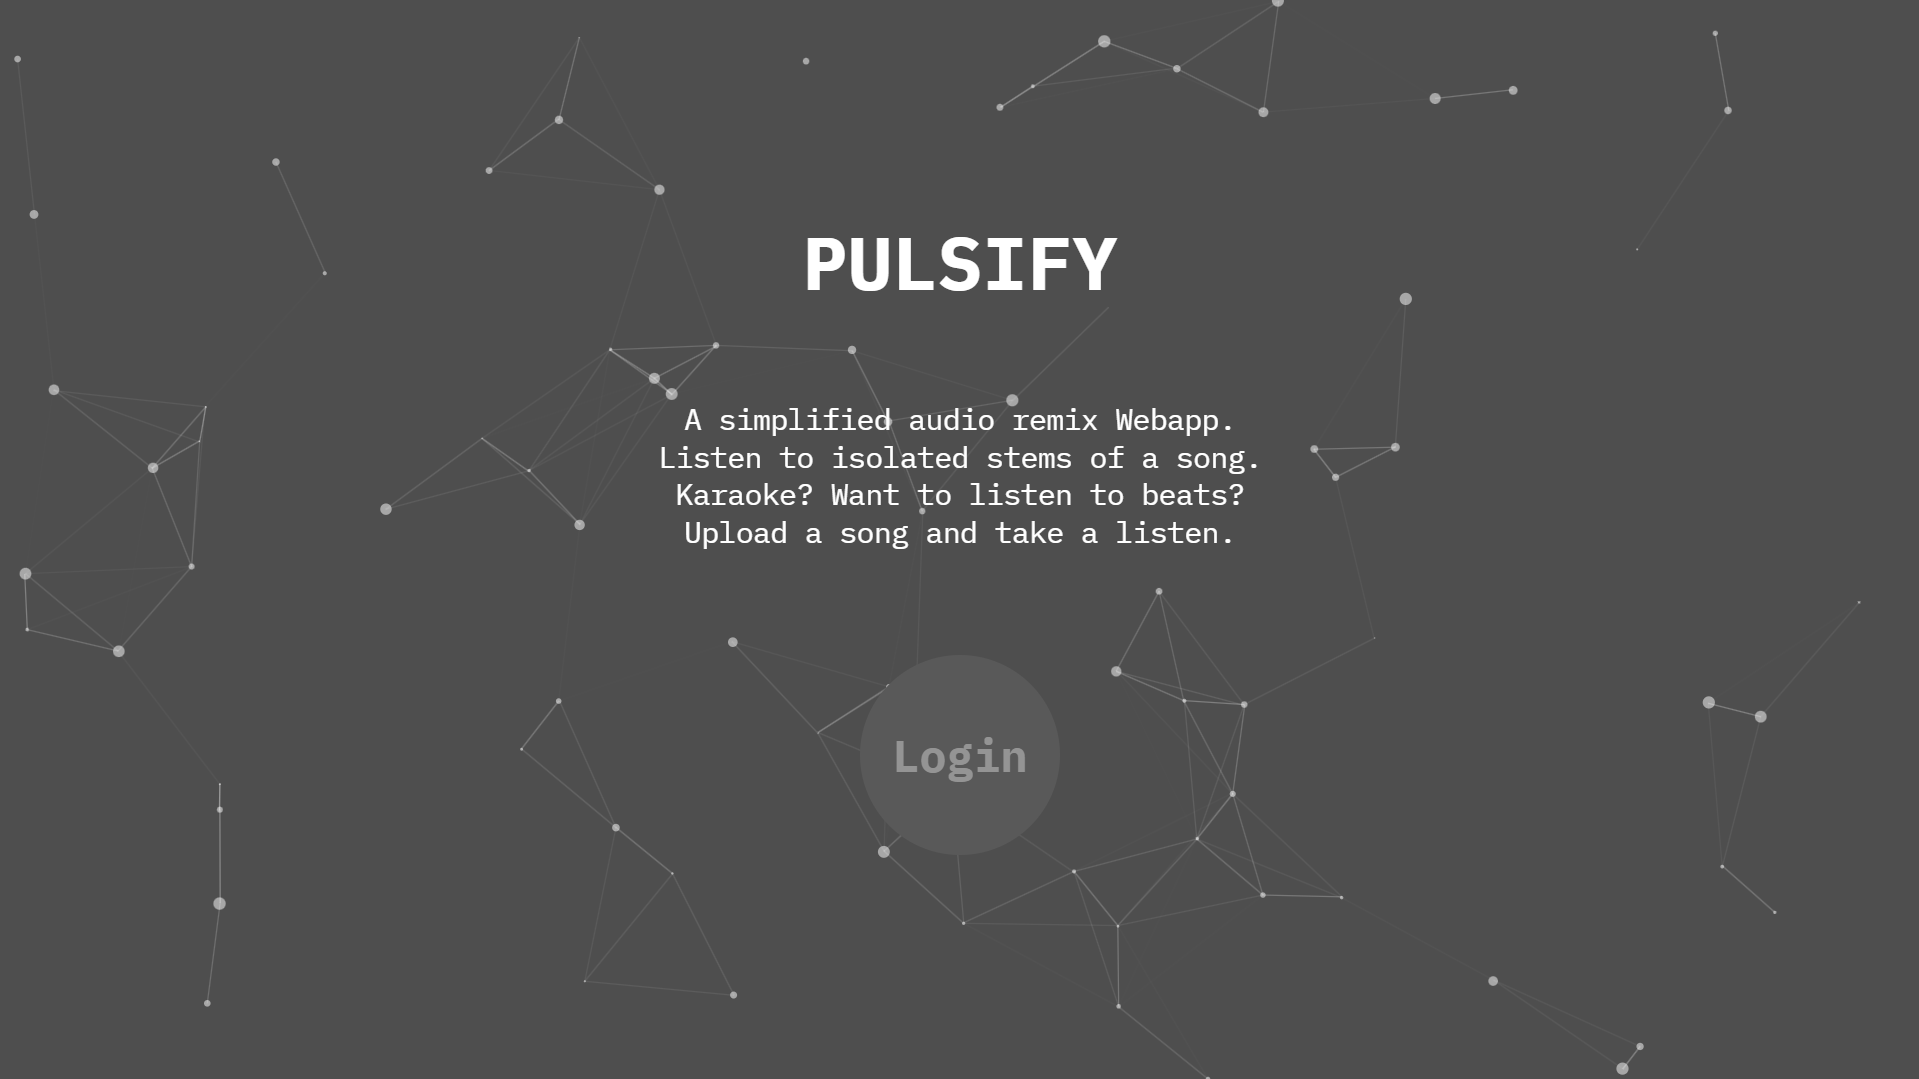 PULSIFY
A simplified audio remix Webapp.
Listen to isolated stems of a song.
Karaoke? Want to listen to beats?
Upload a song and take a listen.
Login